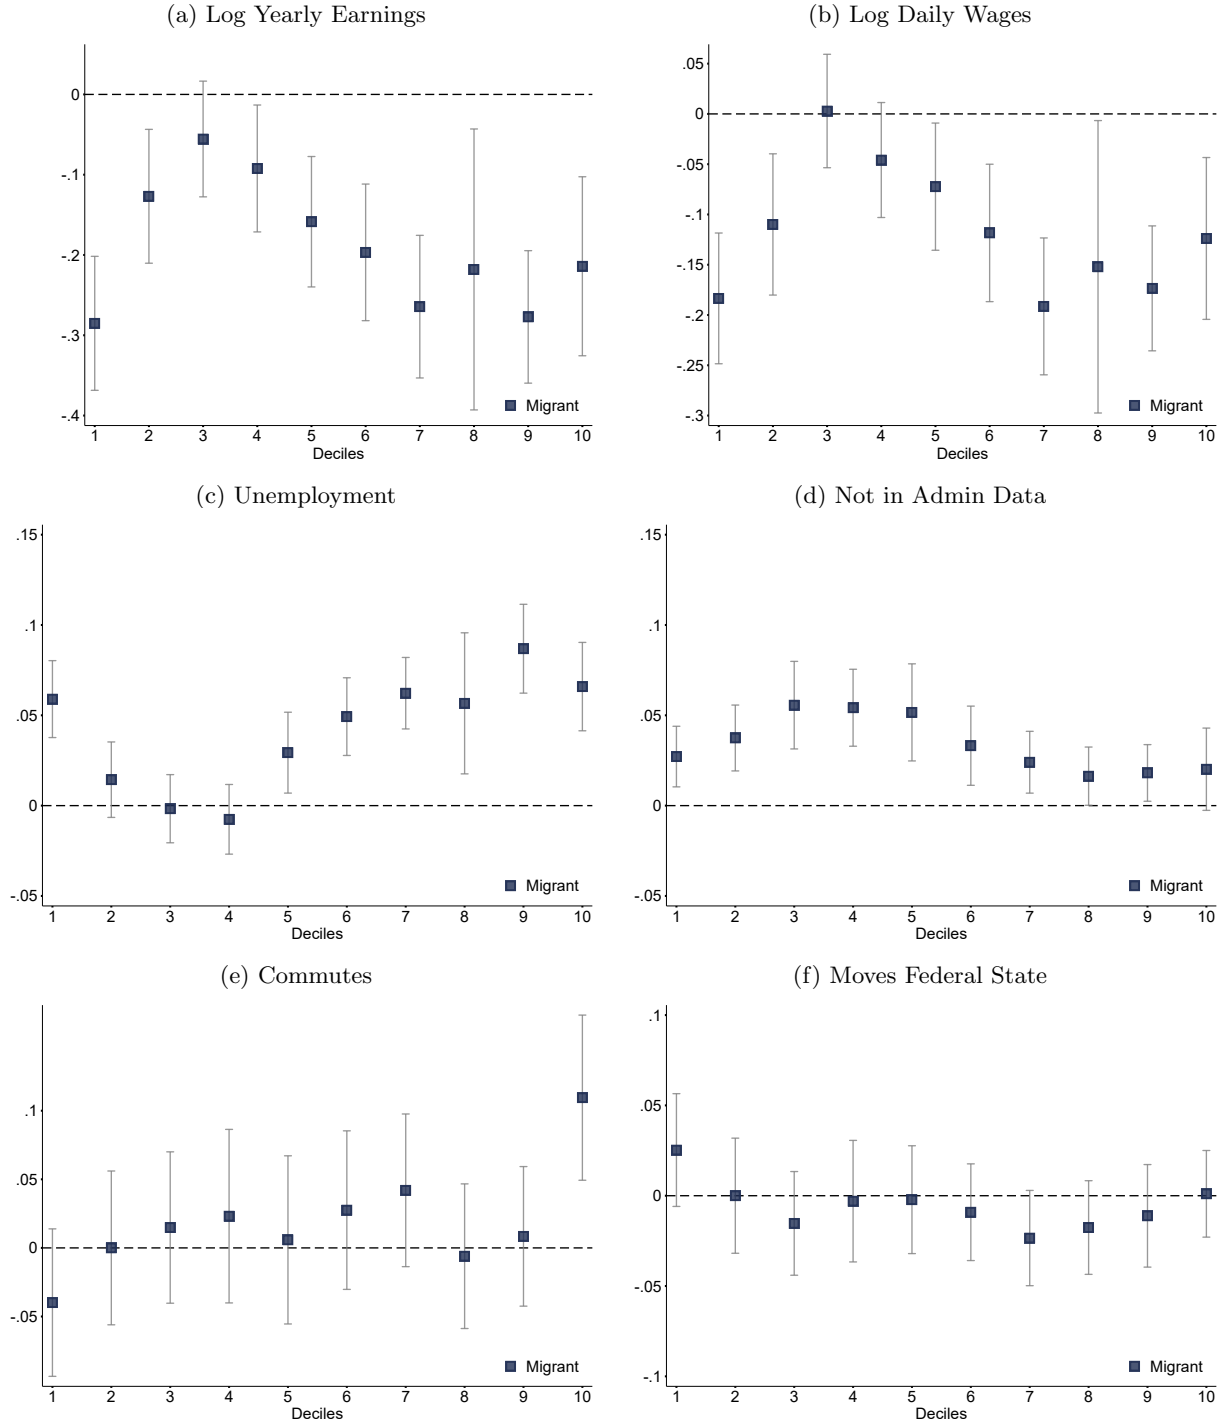 (a) Log Yearly Earnings
0
-.1
-.2
-.3
-.4
Migrant
1 2 3 4 5 6 7 8 9 10
Deciles
(b) Log Daily Wages
.05
0
-.05
-.1
-.15
-.2
-.25
-.3
Migrant
1 2 3 4 5 6 7 8 9 10
Deciles
(c) Unemployment
.15
.1
.05
0
-.05
Migrant
1 2 3 4 5 6 7 8 9 10
Deciles
(d) Not in Admin Data
.15
.1
.05
0
-.05
Migrant
1 2 3 4 5 6 7 8 9 10
Deciles
(e) Commutes
.1
.05
0
-.05
Migrant
1 2 3 4 5 6 7 8 9 10
Deciles
(f) Moves Federal State
.1
.05
0
-.05
-.1
Migrant
1 2 3 4 5 6 7 8 9 10
Deciles